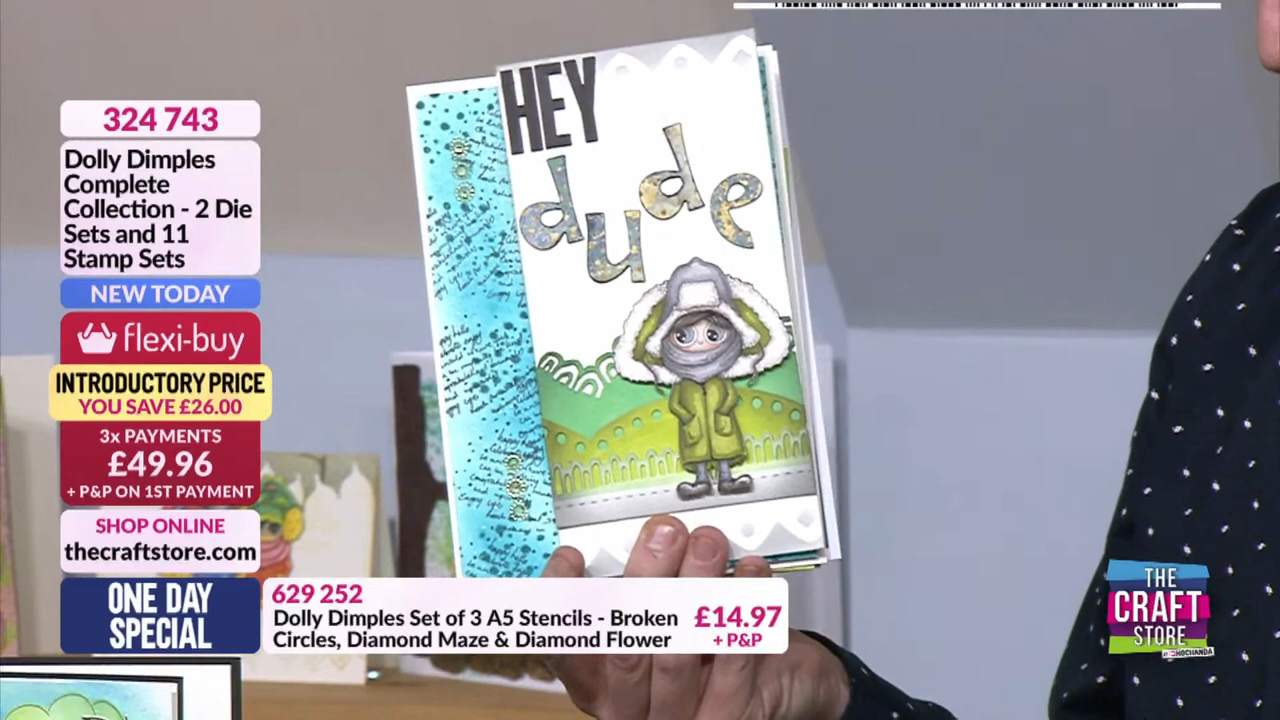 324 743
Dolly Dimples
Complete
Collection - 2 Die
Sets and 11
Stamp Sets
NEW TODAY
flexi-buy
INTRODUCTORY PRICE
YOU SAVE £26.00
3x PAYMENTS
£49.96
+ P&P ON 1ST PAYMENT
SHOP ONLINE
thecraftstore.com
ONE DAY
SPECIAL
629 252
Dolly Dimples Set of 3 A5 Stencils - Broken
Circles, Diamond Maze & Diamond Flower
£14.97
+ P&P
HEY
dude
THE
CRAFT
STORE
HOCHANDA